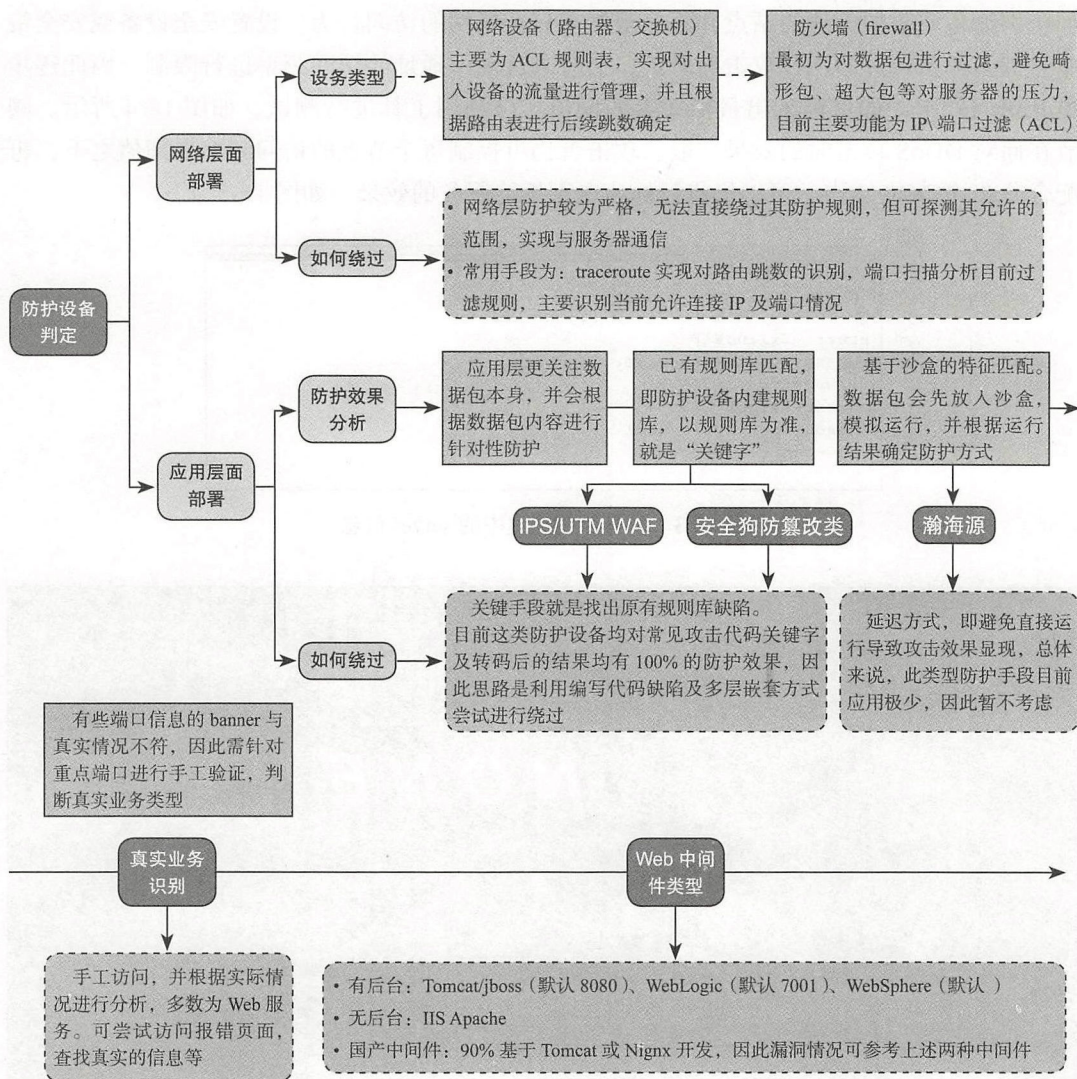 网络设备（路由器、交换机）
主要为 ACL 规则表，实现对出
入设备的流量进行管理，并且根
据路由表进行后续跳数确定
防火墙（firewall）
最初为对数据包进行过滤，避免畸
形包、超大包等对服务器的压力，
目前主要功能为 IP\ 端口过滤（ACL）
设务类型
网络层面
部署
如何绕过
• 网络层防护较为严格，无法直接绕过其防护规则，但可探测其允许的
范围，实现与服务器通信
• 常用手段为：traceroute 实现对路由跳数的识别，端口扫描分析目前过
滤规则，主要识别当前允许连接 IP 及端口情况
防护设备
判定
防护效果
分析
应用层更关注数
据包本身，并会根
据数据包内容进行
针对性防护
已有规则库匹配，
即防护设备内建规则
库，以规则库为准，
就是“关键字”
基于沙盒的特征匹配。
数据包会先放入沙盒，
模拟运行，并根据运行
结果确定防护方式
应用层面
部署
IPS/UTM WAF
安全狗防篡改类
瀚海源
如何绕过
关键手段就是找出原有规则库缺陷。
目前这类防护设备均对常见攻击代码关键字
及转码后的结果均有 100% 的防护效果，因
此思路是利用编写代码缺陷及多层嵌套方式
尝试进行绕过
延迟方式，即避免直接运
行导致攻击效果显现，总体
来说，此类型防护手段目前
应用极少，因此暂不考虑
有些端口信息的 banner 与
真实情况不符，因此需针对
重点端口进行手工验证，判
断真实业务类型
真实业务
识别
Web 中间
件类型
手工访问，并根据实际情
况进行分析，多数为 Web 服
务。可尝试访问报错页面，
查找真实的信息等
• 有后台：Tomcat/jboss（默认 8080）、WebLogic（默认 7001）、WebSphere（默认 ）
• 无后台：IIS Apache
• 国产中间件：90% 基于 Tomcat 或 Nignx 开发，因此漏洞情况可参考上述两种中间件